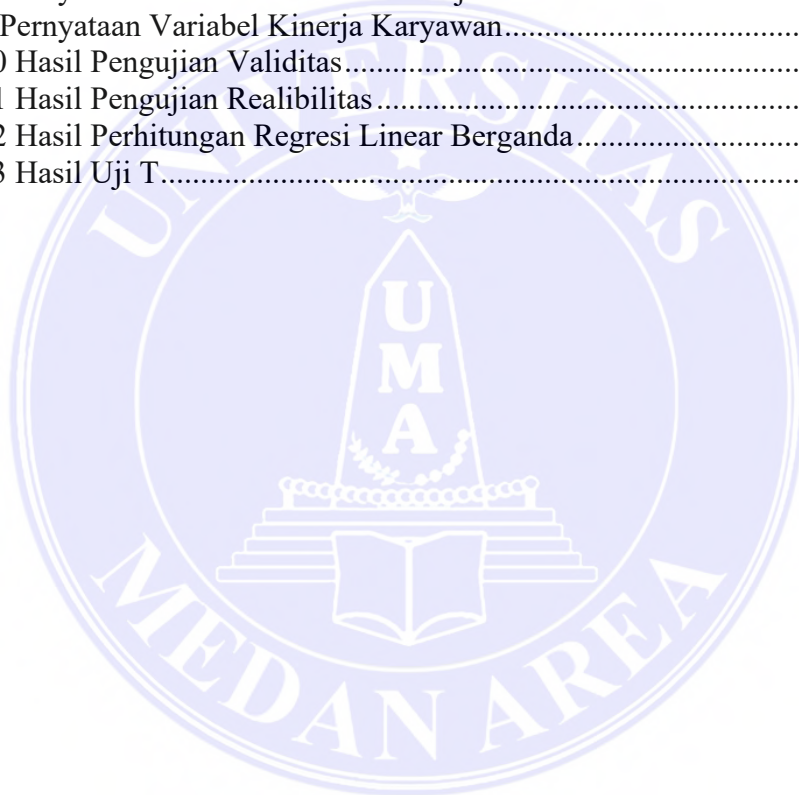 Pernyataan Variabel Kinerja Karyawan..........................................
0 Hasil Pengujian Validitas................................................................
1 Hasil Pengujian Realibilitas............................................................
2 Hasil Perhitungan Regresi Linear Berganda.................................
3 Hasil Uji T......................................................................................
UNIVERSITAS
U
M
A
MEDAN AREA